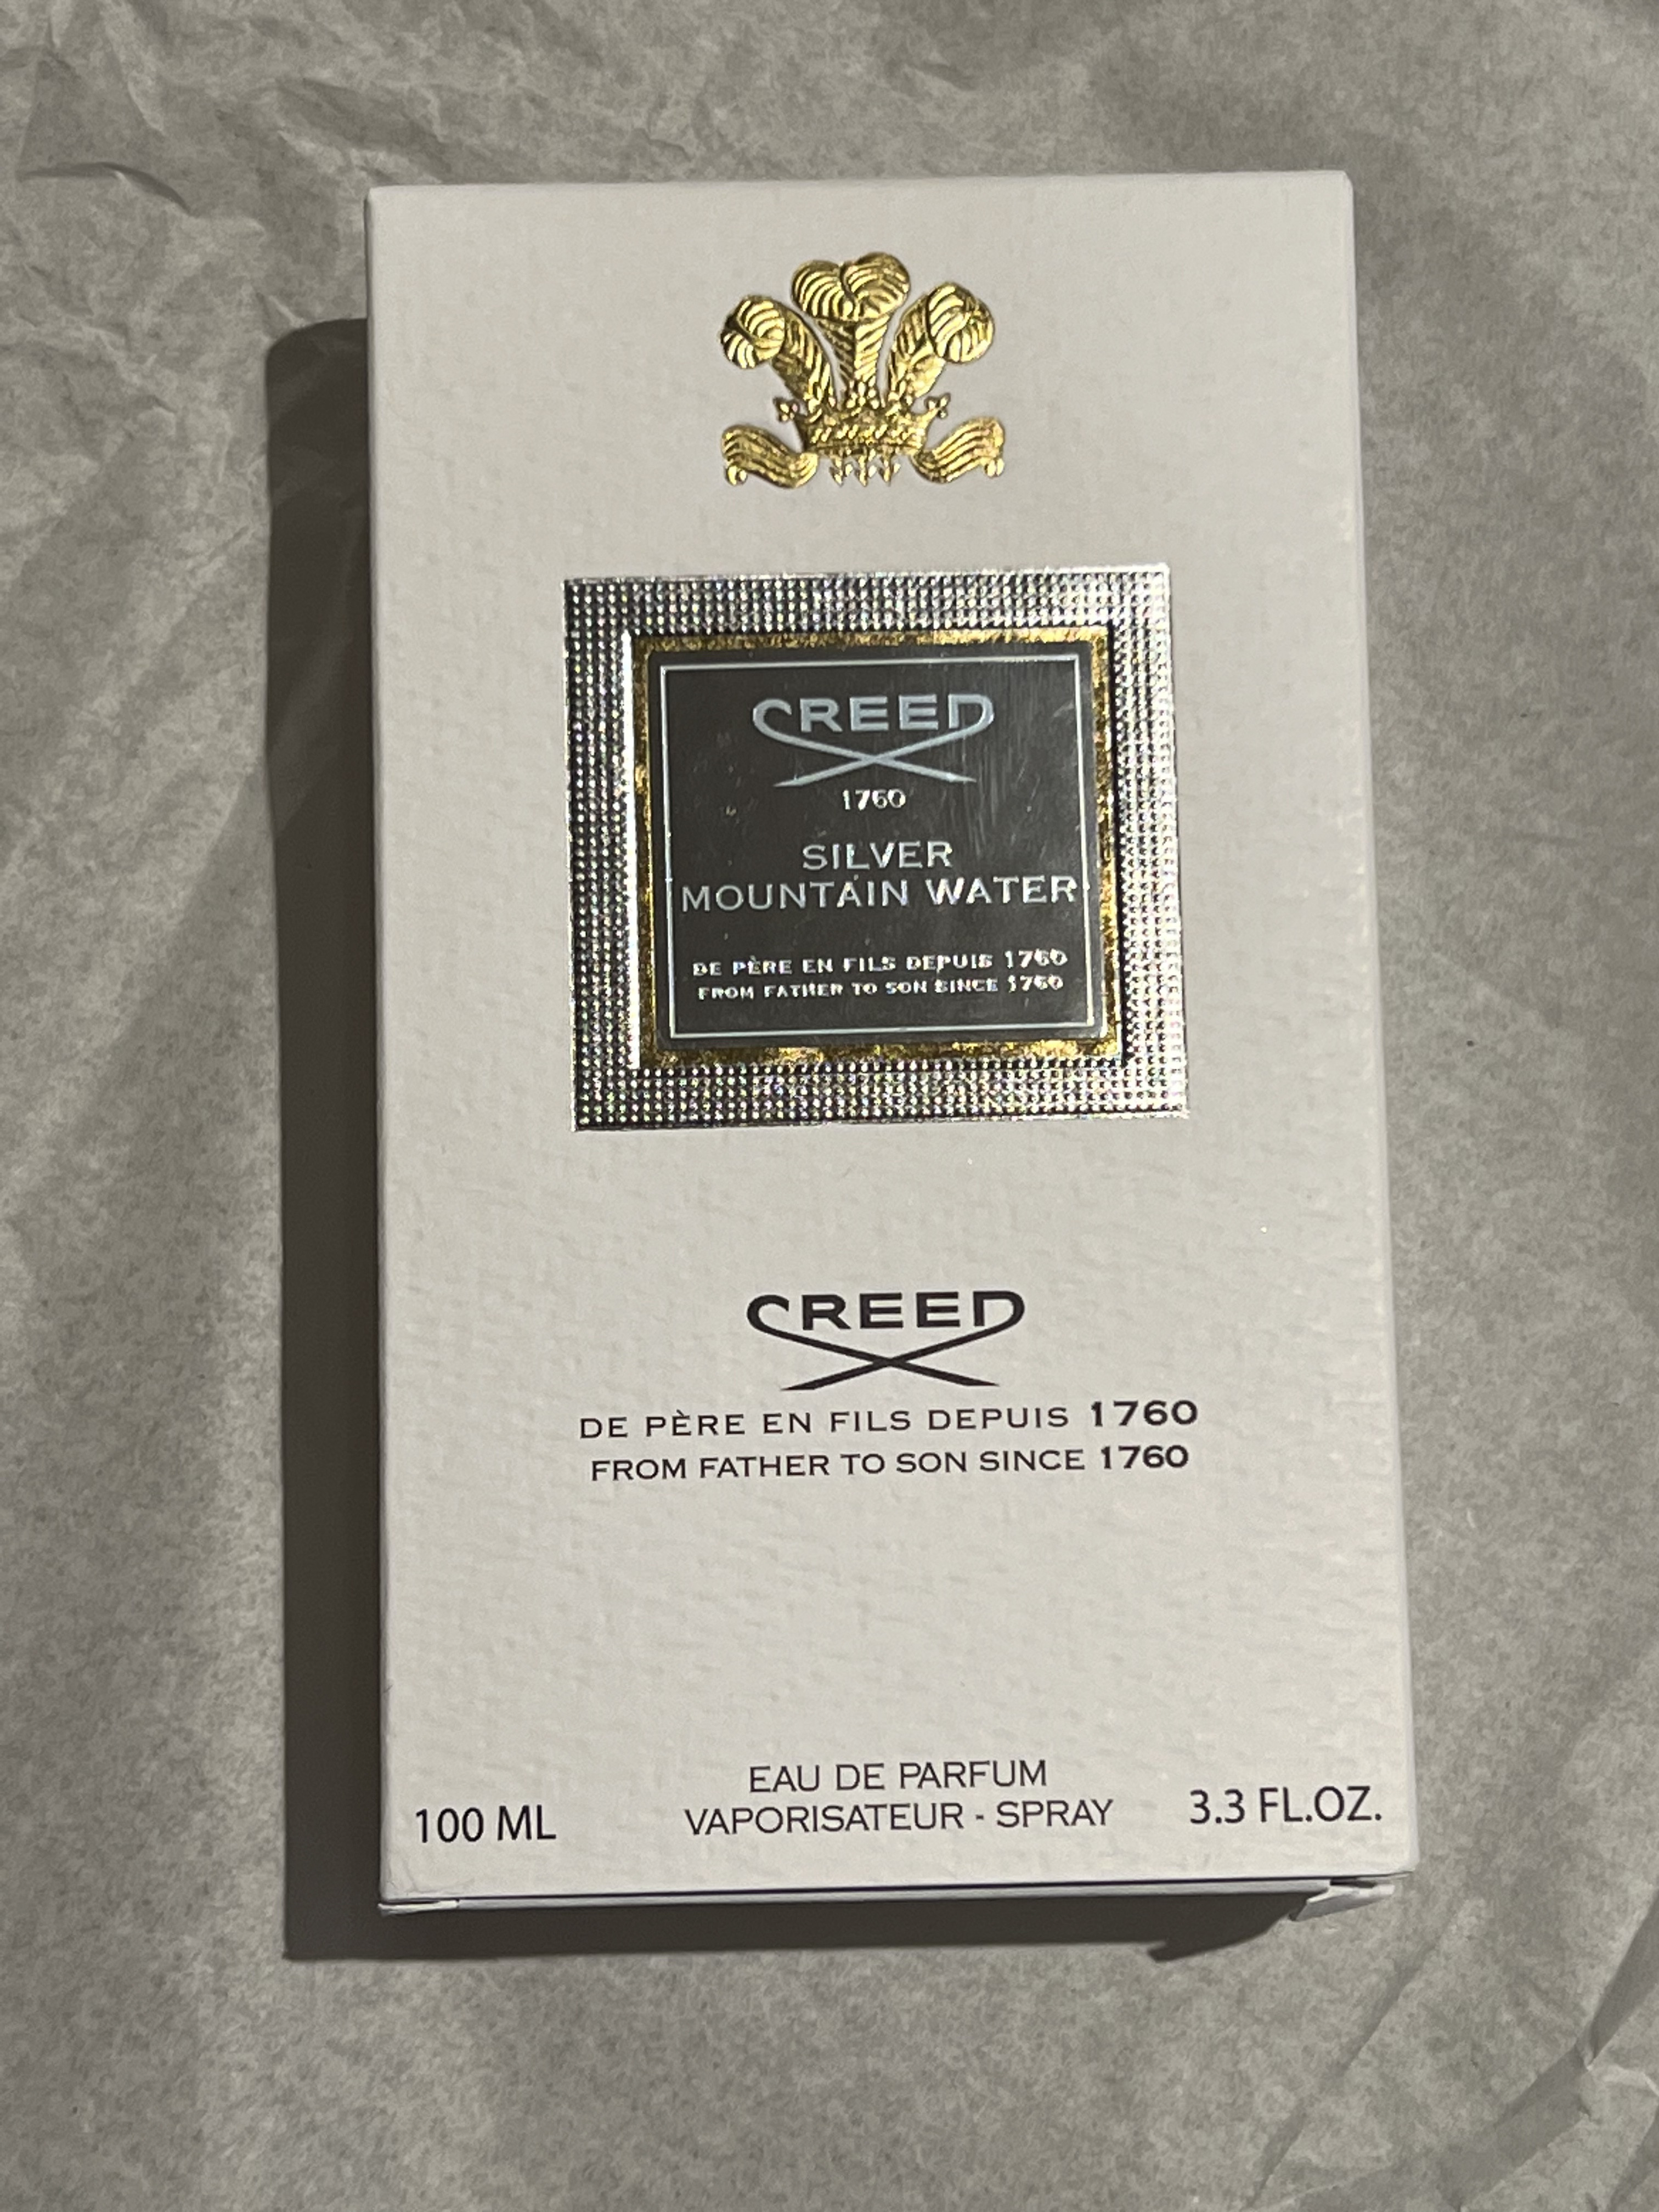 CREED
1760
SILVER
MOUNTAIN WATER
DE PÈRE EN FILS DEPUIS 1760
FROM FATHER TO SON SINCE 1760
CREED
DE PÈRE EN FILS DEPUIS 1760
FROM FATHER TO SON SINCE 1760
EAU DE PARFUM
100 ML VAPORISATEUR - SPRAY 3.3 FL.OZ.